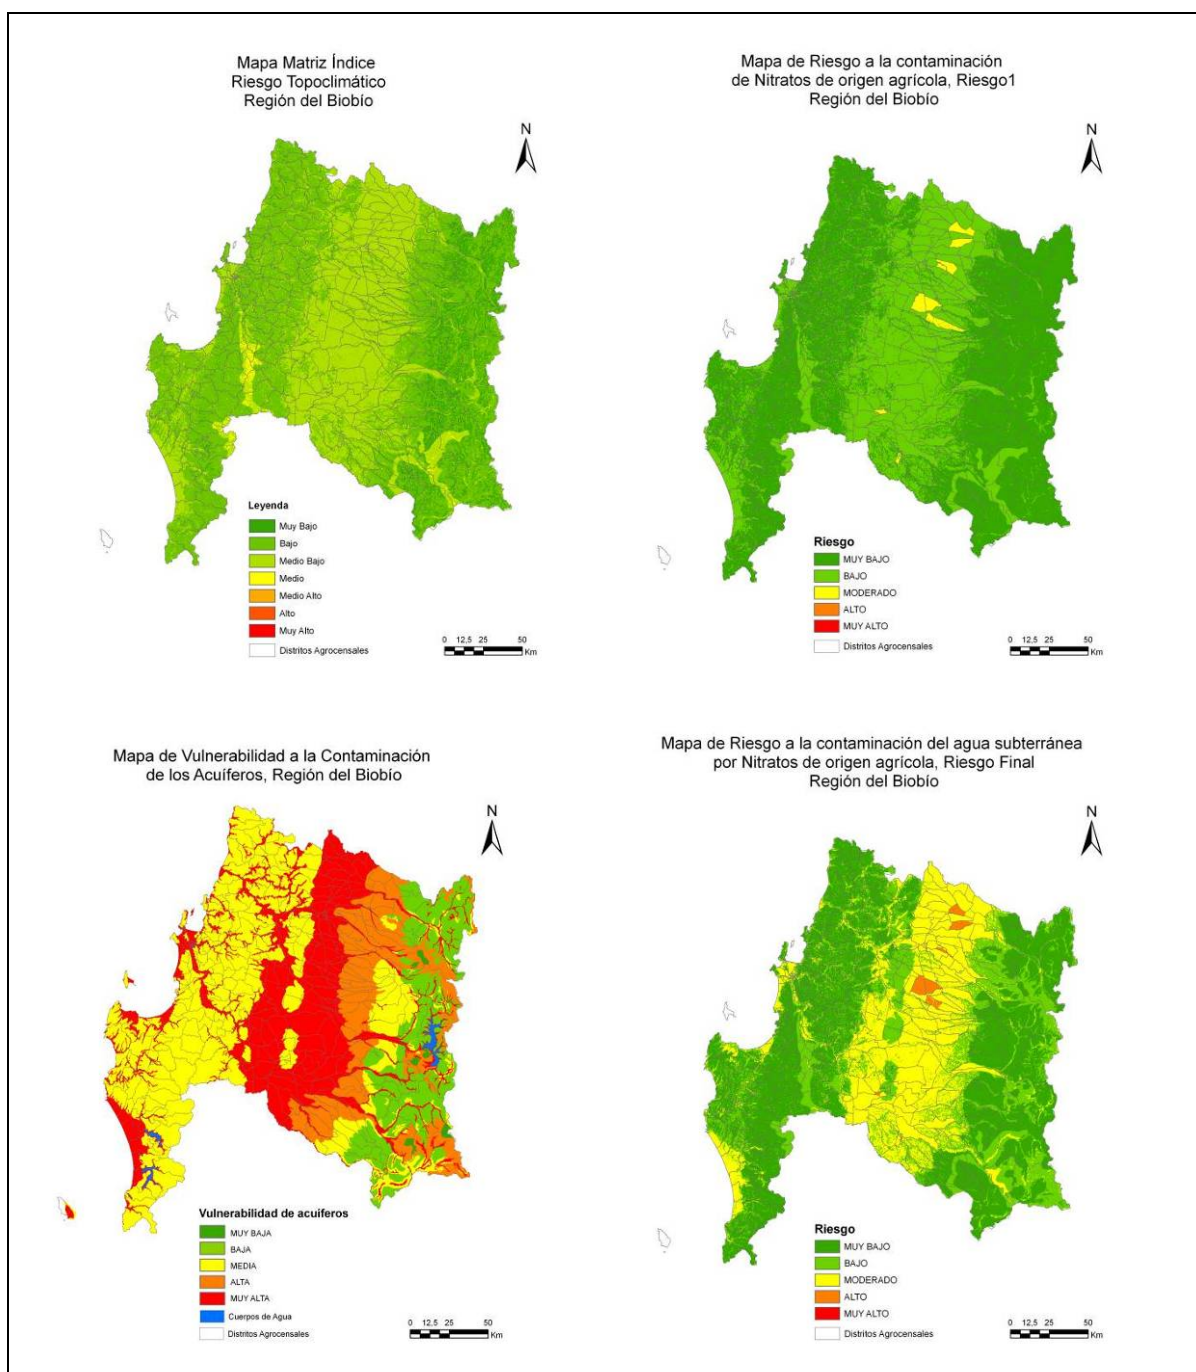 Mapa Matriz Índice
Riesgo Topoclimático
Región del Biobío
N
Leyenda
Muy Bajo
Bajo
Medio Bajo
Medio
Medio Alto
Alto
Muy Alto
Distritos Agrocensales
0 12,5 25 50
Km
Mapa de Riesgo a la contaminación
de Nitratos de origen agrícola, Riesgo1
Región del Biobío
N
Riesgo
MUY BAJO
BAJO
MODERADO
ALTO
MUY ALTO
Distritos Agrocensales
0 12,5 25 50
Km
Mapa de Vulnerabilidad a la Contaminación
de los Acuíferos, Región del Biobío
N
Vulnerabilidad de acuíferos
MUY BAJA
BAJA
MEDIA
ALTA
MUY ALTA
Cuerpos de Agua
Distritos Agrocensales
0 12,5 25 50
Km
Mapa de Riesgo a la contaminación del agua subterránea
por Nitratos de origen agrícola, Riesgo Final
Región del Biobío
N
Riesgo
MUY BAJO
BAJO
MODERADO
ALTO
MUY ALTO
Distritos Agrocensales
0 12,5 25 50
Km